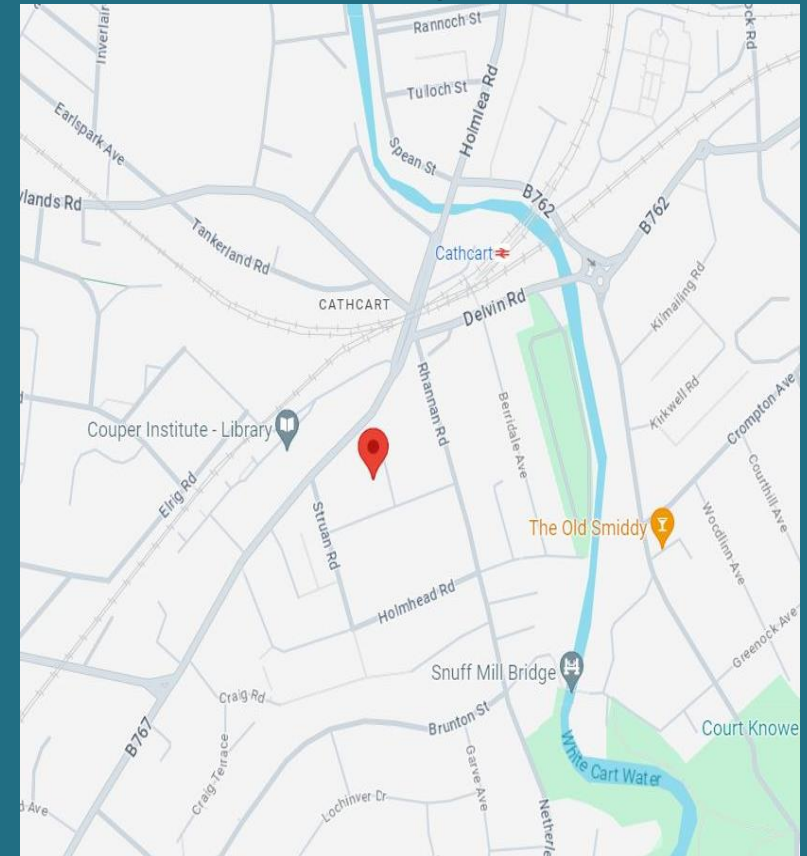 Rannoch St
Inverlair
ock Rd
Tulloch St
Holmlea Rd
Earlspark Ave
Spean St
B762
B762
ylands Rd
Tankerland Rd
Cathcart
CATHCART
Delvin Rd
Kilmailing Rd
Rhannan Rd
Kirkwell Rd
Crompton Ave
Berridale Ave
Couper Institute - Library
Courthill Ave
Elrig Rd
Struan Rd
The Old Smiddy
Woodlinn Ave
Holmhead Rd
Greenock Ave
Snuff Mill Bridge
Craig Rd
Brunton St
Court Knowe
B767
White Cart Water
Craig Terrace
Garve Ave
Lochinver Dr
Netherle
Ave